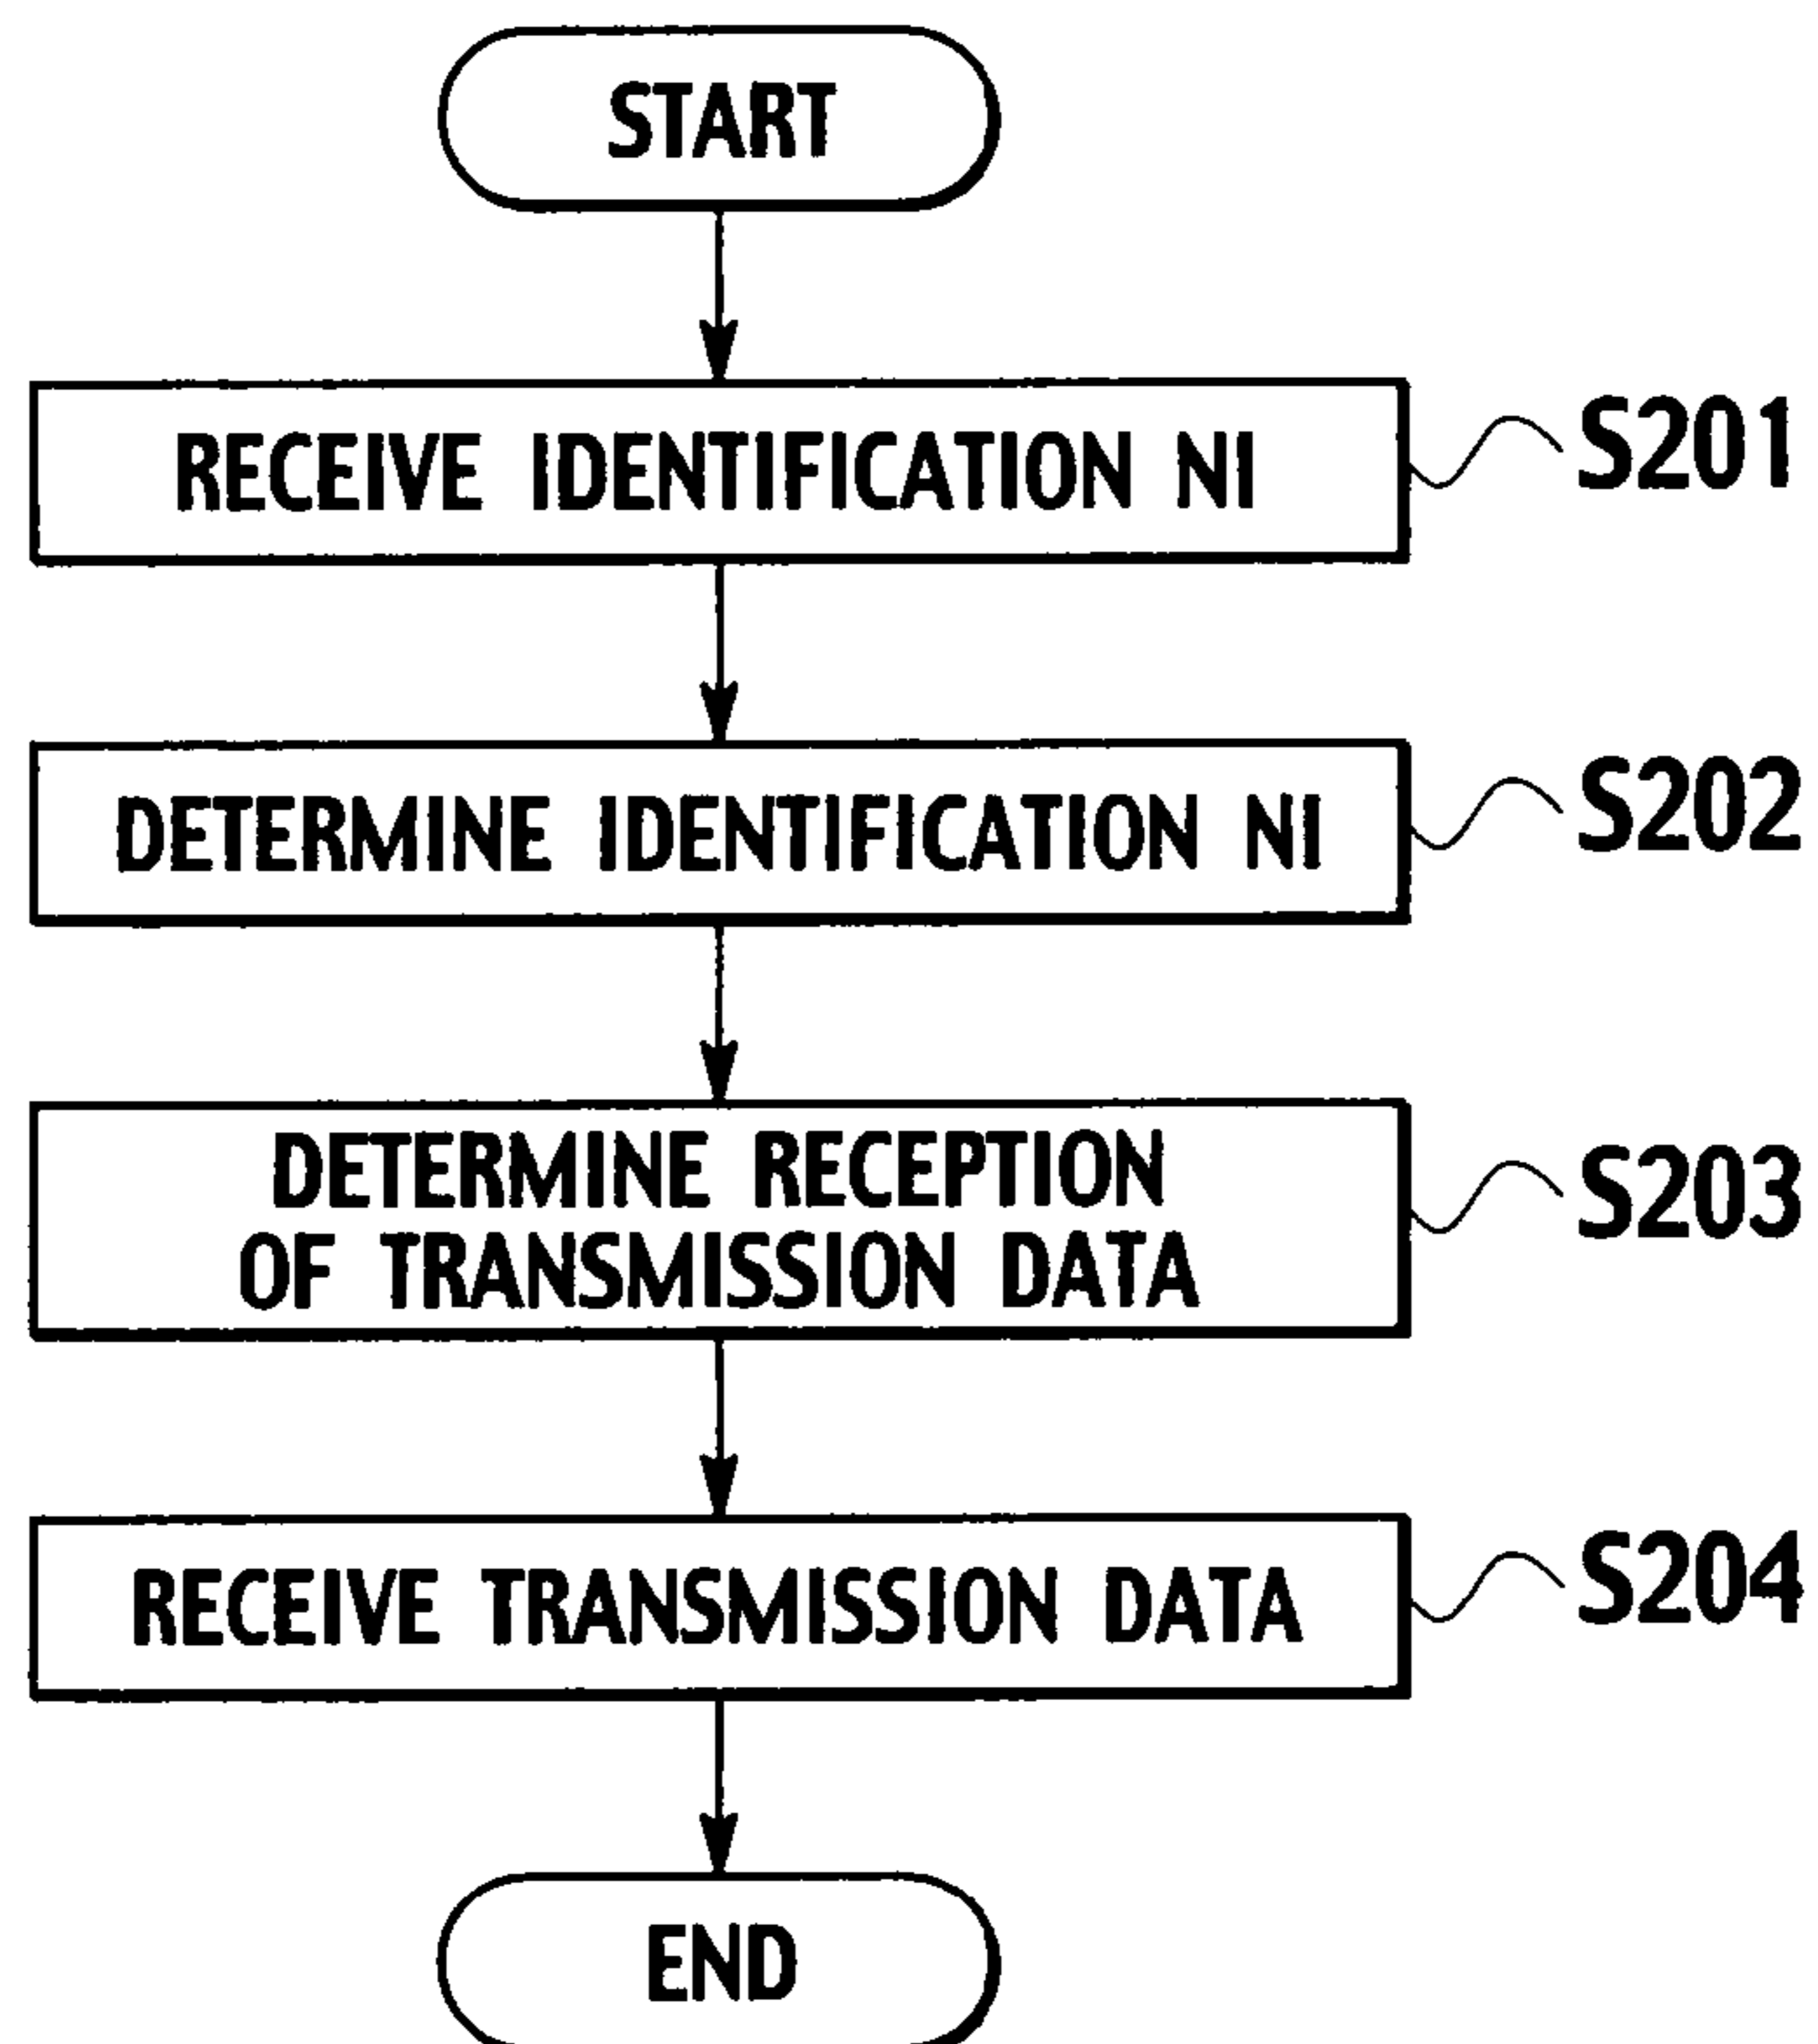 START
RECEIVE IDENTIFICATION NI
S201
DETERMINE IDENTIFICATION NI
S202
DETERMINE RECEPTION
OF TRANSMISSION DATA
S203
RECEIVE TRANSMISSION DATA
S204
END